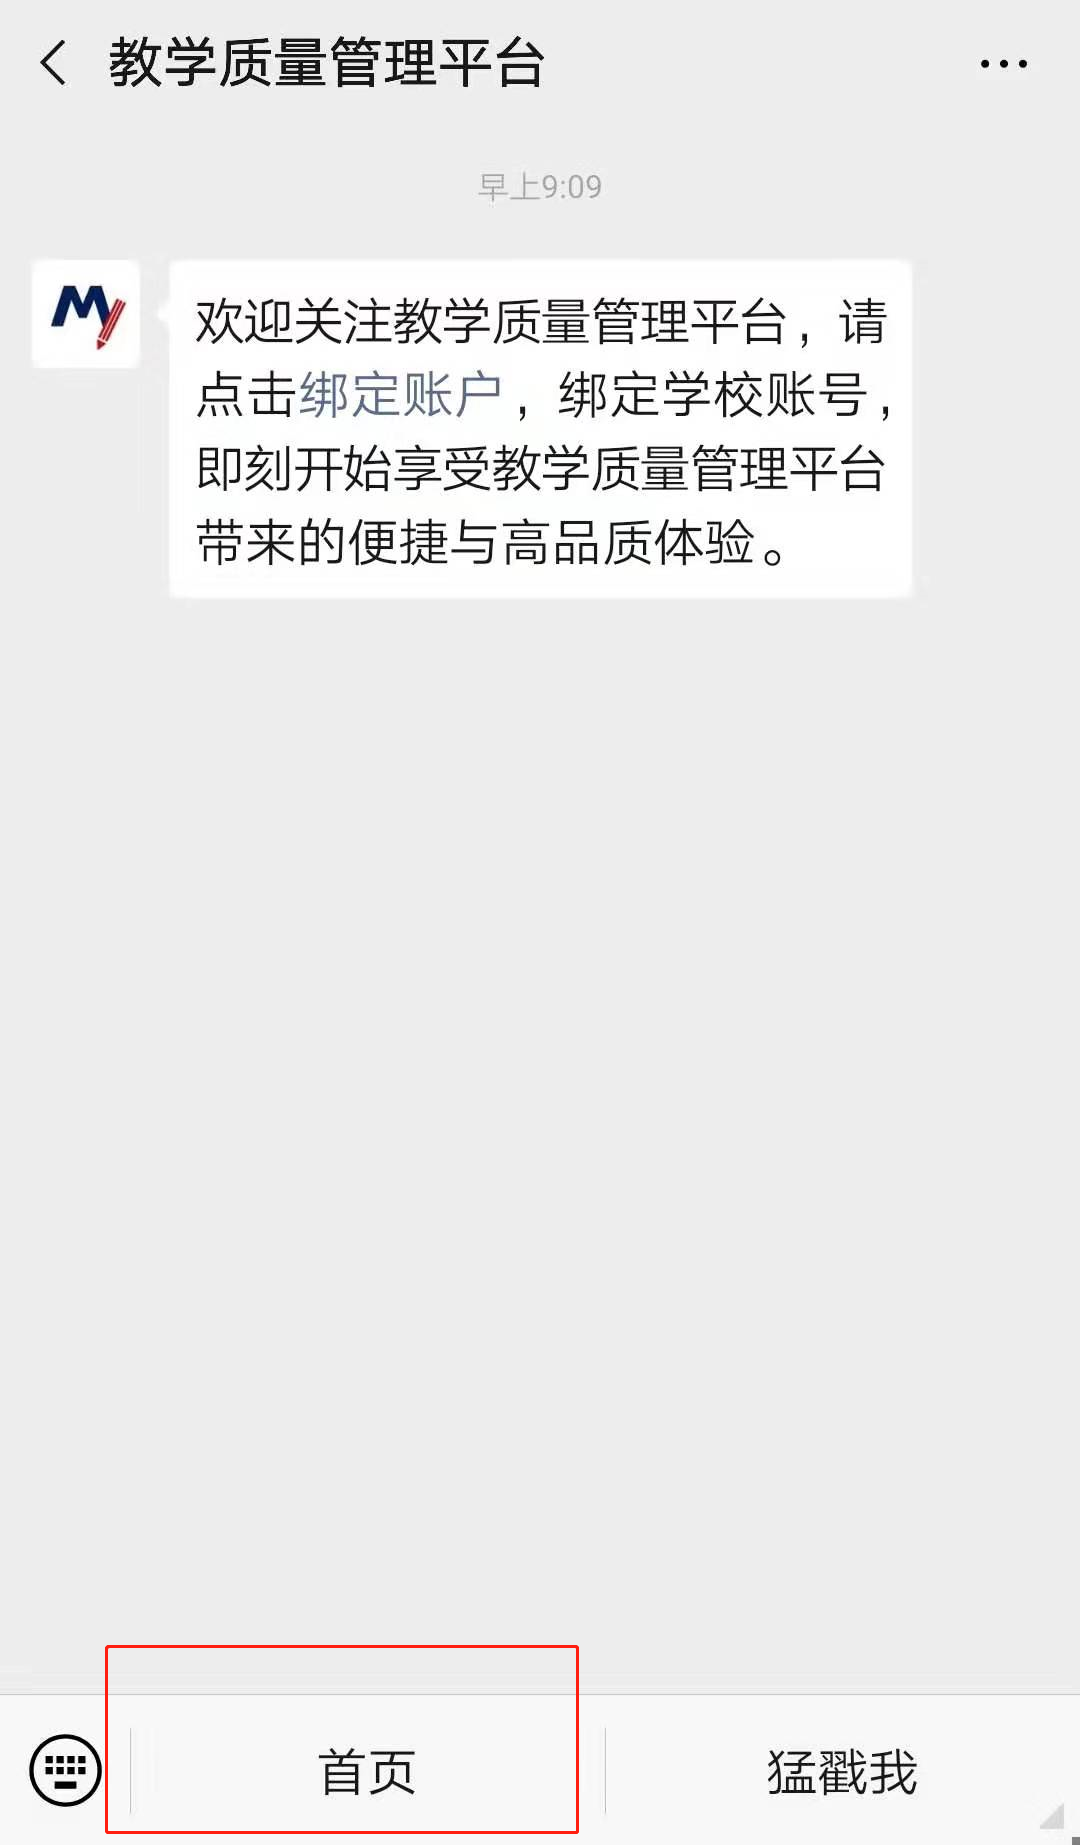 教学质量管理平台
早上9:09
My
欢迎关注教学质量管理平台，请
点击绑定账户，绑定学校账号，
即刻开始享受教学质量管理平台
带来的便捷与高品质体验。
首页
猛戳我